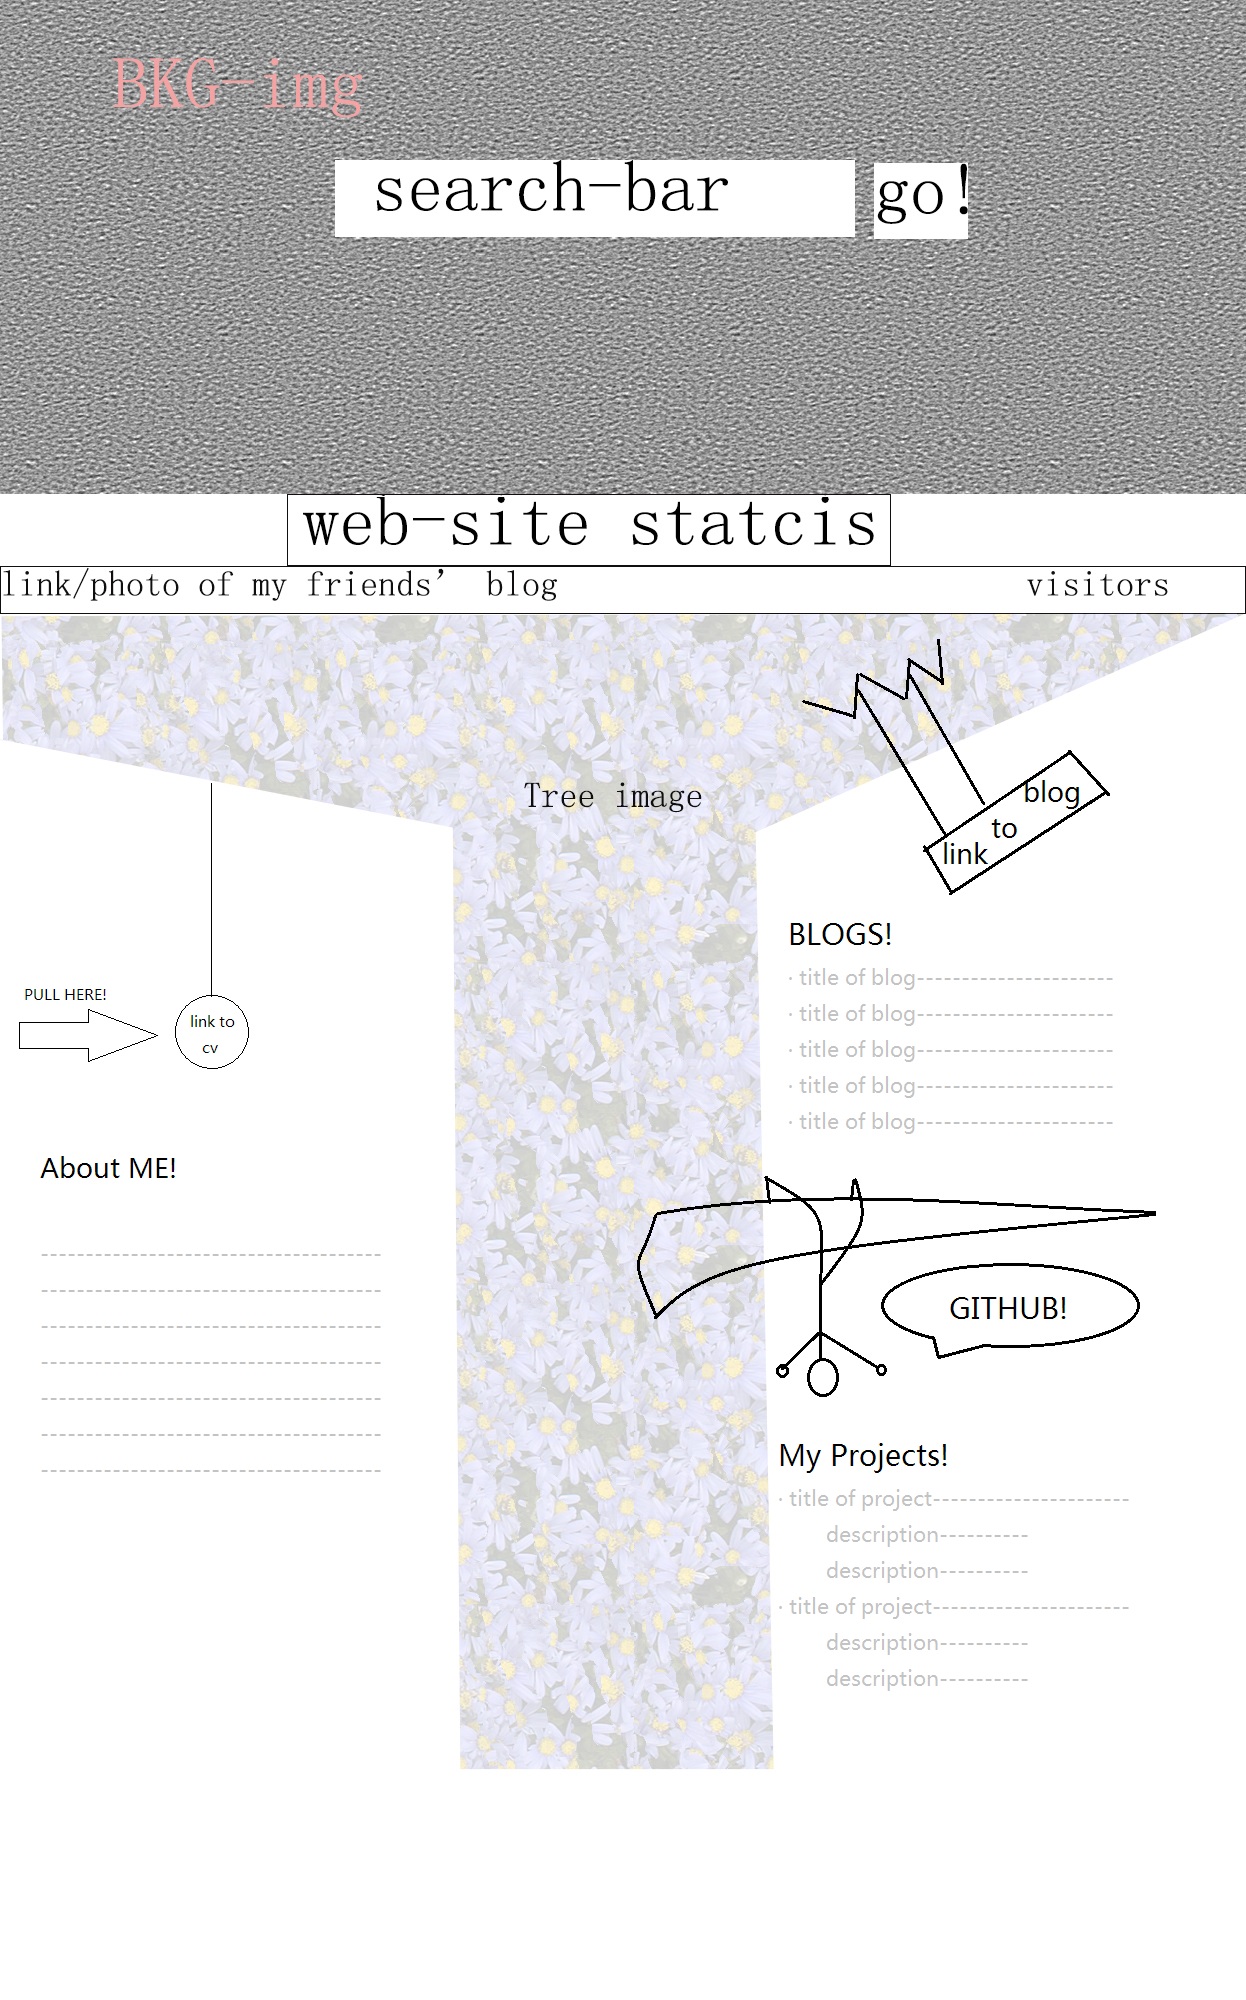 BKG-img
search-bar
go!
web-site statcis
link/photo of my friends’ blog
visitors
Tree image
blog
to
link
BLOGS!
· title of blog----------------------
· title of blog----------------------
· title of blog----------------------
· title of blog----------------------
· title of blog----------------------
PULL HERE!
link to
cv
About ME!
--------------------------------------
--------------------------------------
--------------------------------------
--------------------------------------
--------------------------------------
--------------------------------------
--------------------------------------
GITHUB!
My Projects!
· title of project----------------------
description----------
description----------
· title of project----------------------
description----------
description----------